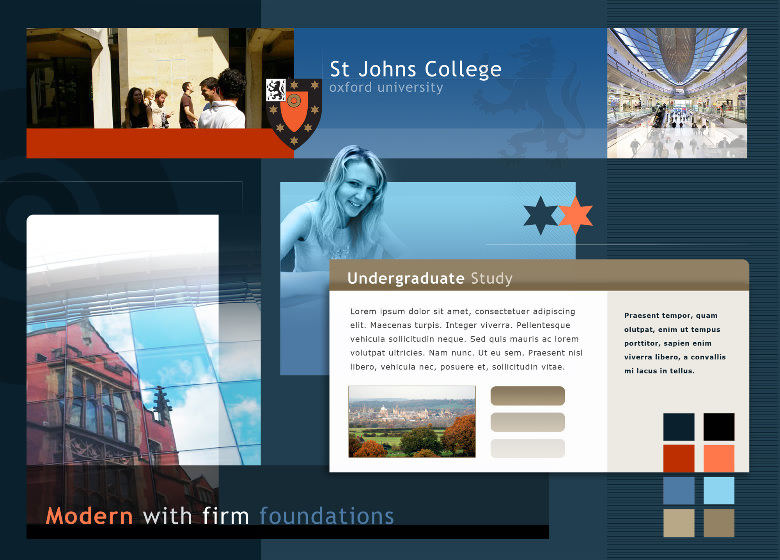 St Johns College
oxford university
Undergraduate Study
Lorem ipsum dolor sit amet, consectetuer adipiscing
elit. Maecenas turpis. Integer viverra. Pellentesque
vehicula sollicitudin neque. Sed quis mauris ac lorem
volutpat ultricies. Nam nunc. Ut eu sem. Praesent nisl
libero, vehicula nec, posuere et, sollicitudin vitae.
Praesent tempor, quam
olutpat, enim ut tempus
porttitor, sapien enim
viverra libero, a convallis
mi lacus in tellus.
Modern with firm foundations